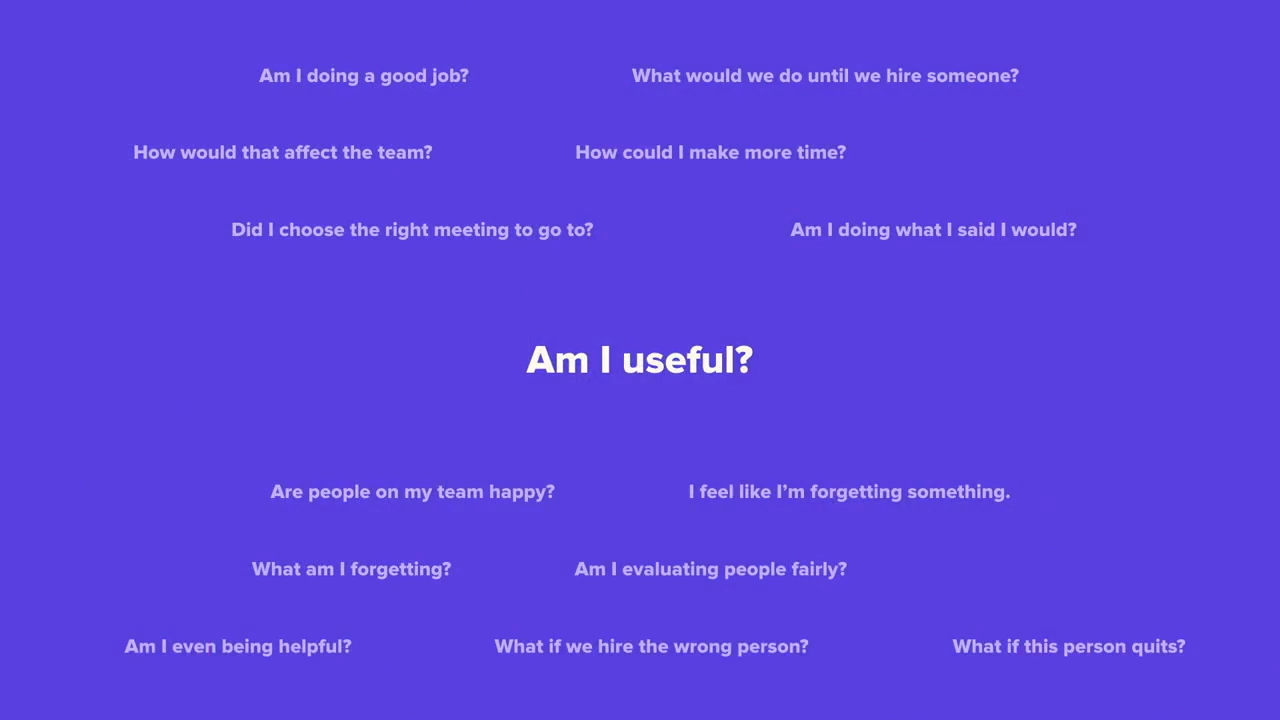 Am I doing a good job?
What would we do until we hire someone?
How would that affect the team?
How could I make more time?
Did I choose the right meeting to go to?
Am I doing what I said I would?
Am I useful?
Are people on my team happy?
I feel like I’m forgetting something.
What am I forgetting?
Am I evaluating people fairly?
Am I even being helpful?
What if we hire the wrong person?
What if this person quits?